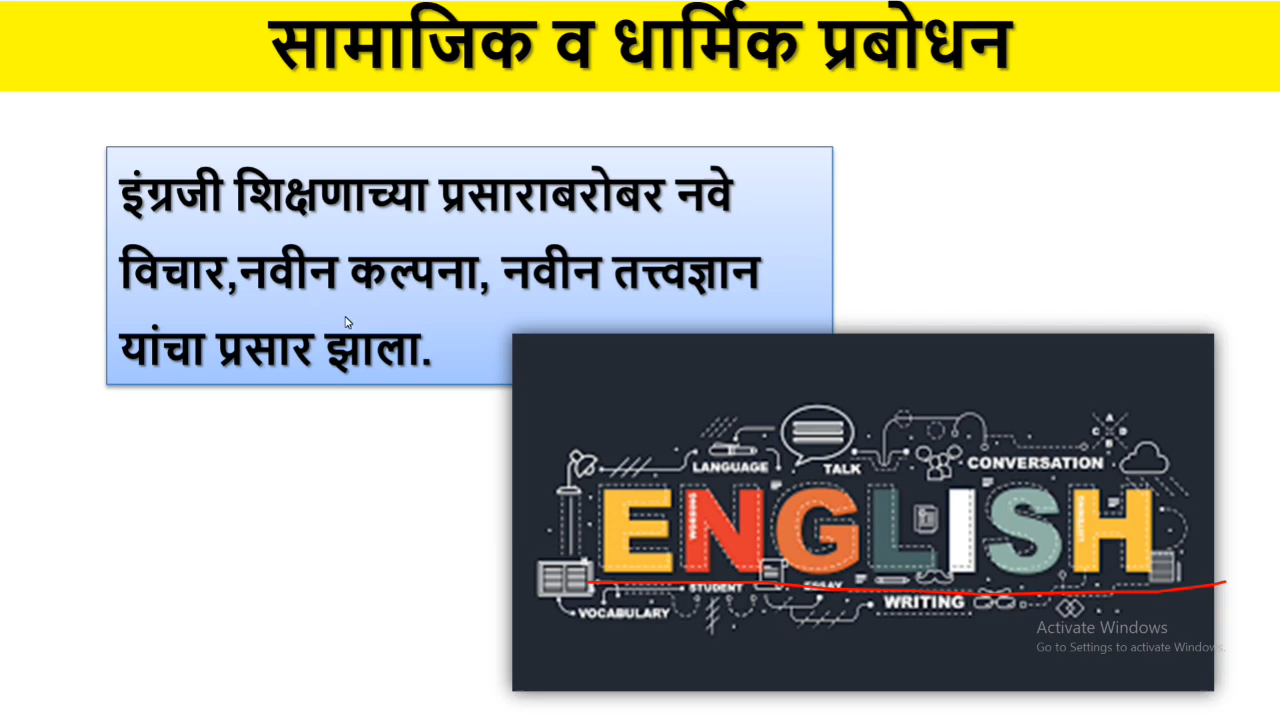 सामाजिक व धार्मिक प्रबोधन
इंग्रजी शिक्षणाच्या प्रसाराबरोबर नवे
विचार,नवीन कल्पना, नवीन तत्त्वज्ञान
यांचा प्रसार झाला.
A
C D
B
LANGUAGE TALK CONVERSATION
ENGLISH
LISTENING
STUDENT ESSAY
VOCABULARY WRITING
Activate Windows
Go to Settings to activate Windows.